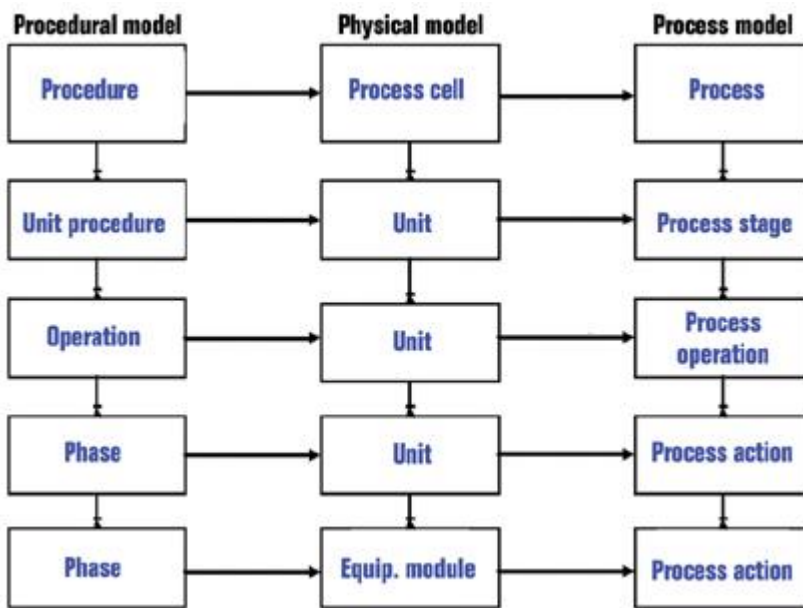 Procedural model Physical model Process model
Procedure Process cell Process
Unit procedure Unit Process stage
Operation Unit Process
operation
Phase Unit Process action
Phase Equip. module Process action